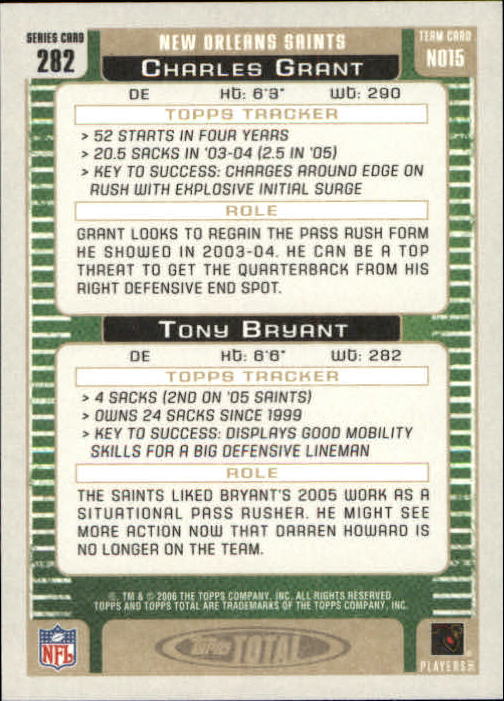 SERIES CARD
282
NEW ORLEANS SAINTS
TEAM CARD
NO15
CHARLES GRANT
DE Ht: 6'3" Wt: 290
TOPPS TRACKER
> 52 STARTS IN FOUR YEARS
> 20.5 SACKS IN '03-04 (2.5 IN '05)
> KEY TO SUCCESS: CHARGES AROUND EDGE ON
RUSH WITH EXPLOSIVE INITIAL SURGE
ROLE
GRANT LOOKS TO REGAIN THE PASS RUSH FORM
HE SHOWED IN 2003-04. HE CAN BE A TOP
THREAT TO GET THE QUARTERBACK FROM HIS
RIGHT DEFENSIVE END SPOT.
TONY BRYANT
DE Ht: 6'6" Wt: 282
TOPPS TRACKER
> 4 SACKS (2ND ON '05 SAINTS)
> OWNS 24 SACKS SINCE 1999
> KEY TO SUCCESS: DISPLAYS GOOD MOBILITY
SKILLS FOR A BIG DEFENSIVE LINEMAN
ROLE
THE SAINTS LIKED BRYANT'S 2005 WORK AS A
SITUATIONAL PASS RUSHER. HE MIGHT SEE
MORE ACTION NOW THAT DARREN HOWARD IS
NO LONGER ON THE TEAM.
®, TM & © 2006 THE TOPPS COMPANY, INC. ALL RIGHTS RESERVED
TOPPS AND TOPPS TOTAL ARE TRADEMARKS OF THE TOPPS COMPANY, INC.
NFL
TOPPS TOTAL
PLAYERS INC